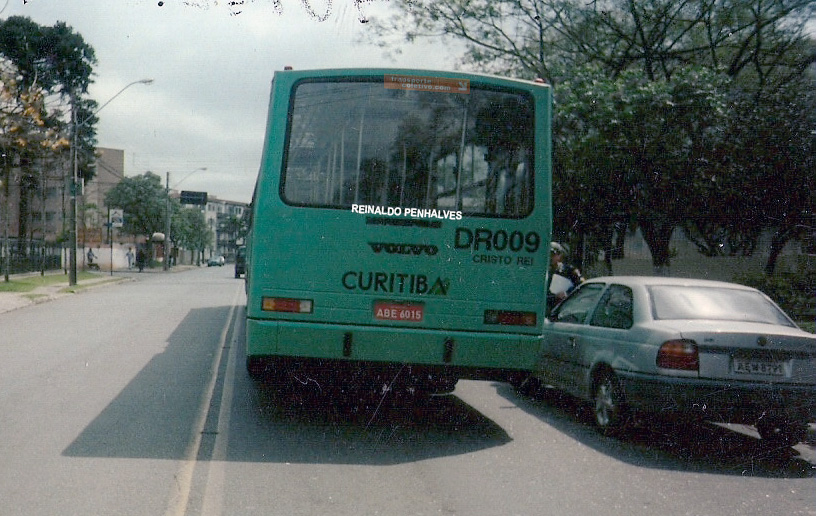 transporte
coletivo.com
REINALDO PENHALVES
VOLVO
DR009
CRISTO REI
CURITIBA
ABE 6015